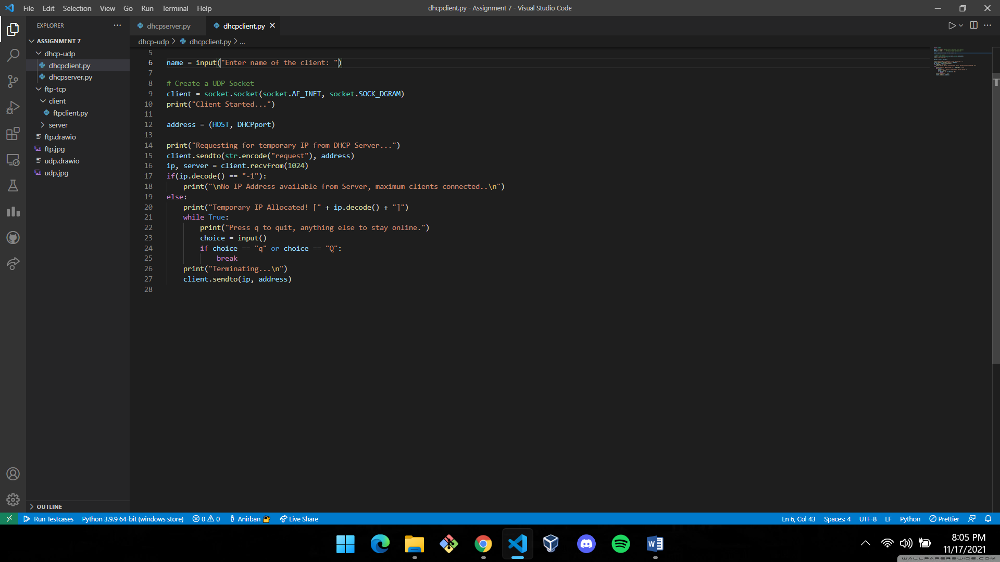 File Edit Selection View Go Run Terminal Help
dhcpclient.py - Assignment 7 - Visual Studio Code
EXPLORER
ASSIGNMENT 7
dhcp-udp
dhcpclient.py
dhcpserver.py
ftp-tcp
client
ftpclient.py
server
ftp.drawio
ftp.jpg
udp.drawio
udp.jpg
OUTLINE
dhcpserver.py dhcpclient.py
dhcp-udp > dhcpclient.py > ...
5
6 name = input("Enter name of the client: ")
7
8 # Create a UDP Socket
9 client = socket.socket(socket.AF_INET, socket.SOCK_DGRAM)
10 print("Client Started...")
11
12 address = (HOST, DHCPport)
13
14 print("Requesting for temporary IP from DHCP Server...")
15 client.sendto(str.encode("request"), address)
16 ip, server = client.recvfrom(1024)
17 if(ip.decode() == "-1"):
18 print("\nNo IP Address available from Server, maximum clients connected..\n")
19 else:
20 print("Temporary IP Allocated! [" + ip.decode() + "]")
21 while True:
22 print("Press q to quit, anything else to stay online.")
23 choice = input()
24 if choice == "q" or choice == "Q":
25 break
26 print("Terminating...\n")
27 client.sendto(ip, address)
28
Run Testcases Python 3.9.9 64-bit (windows store) 0 0 Anirban Live Share
Ln 6, Col 43 Spaces: 4 UTF-8 LF Python Prettier
8:05 PM
11/17/2021
WALLPAPERSWIDE.COM